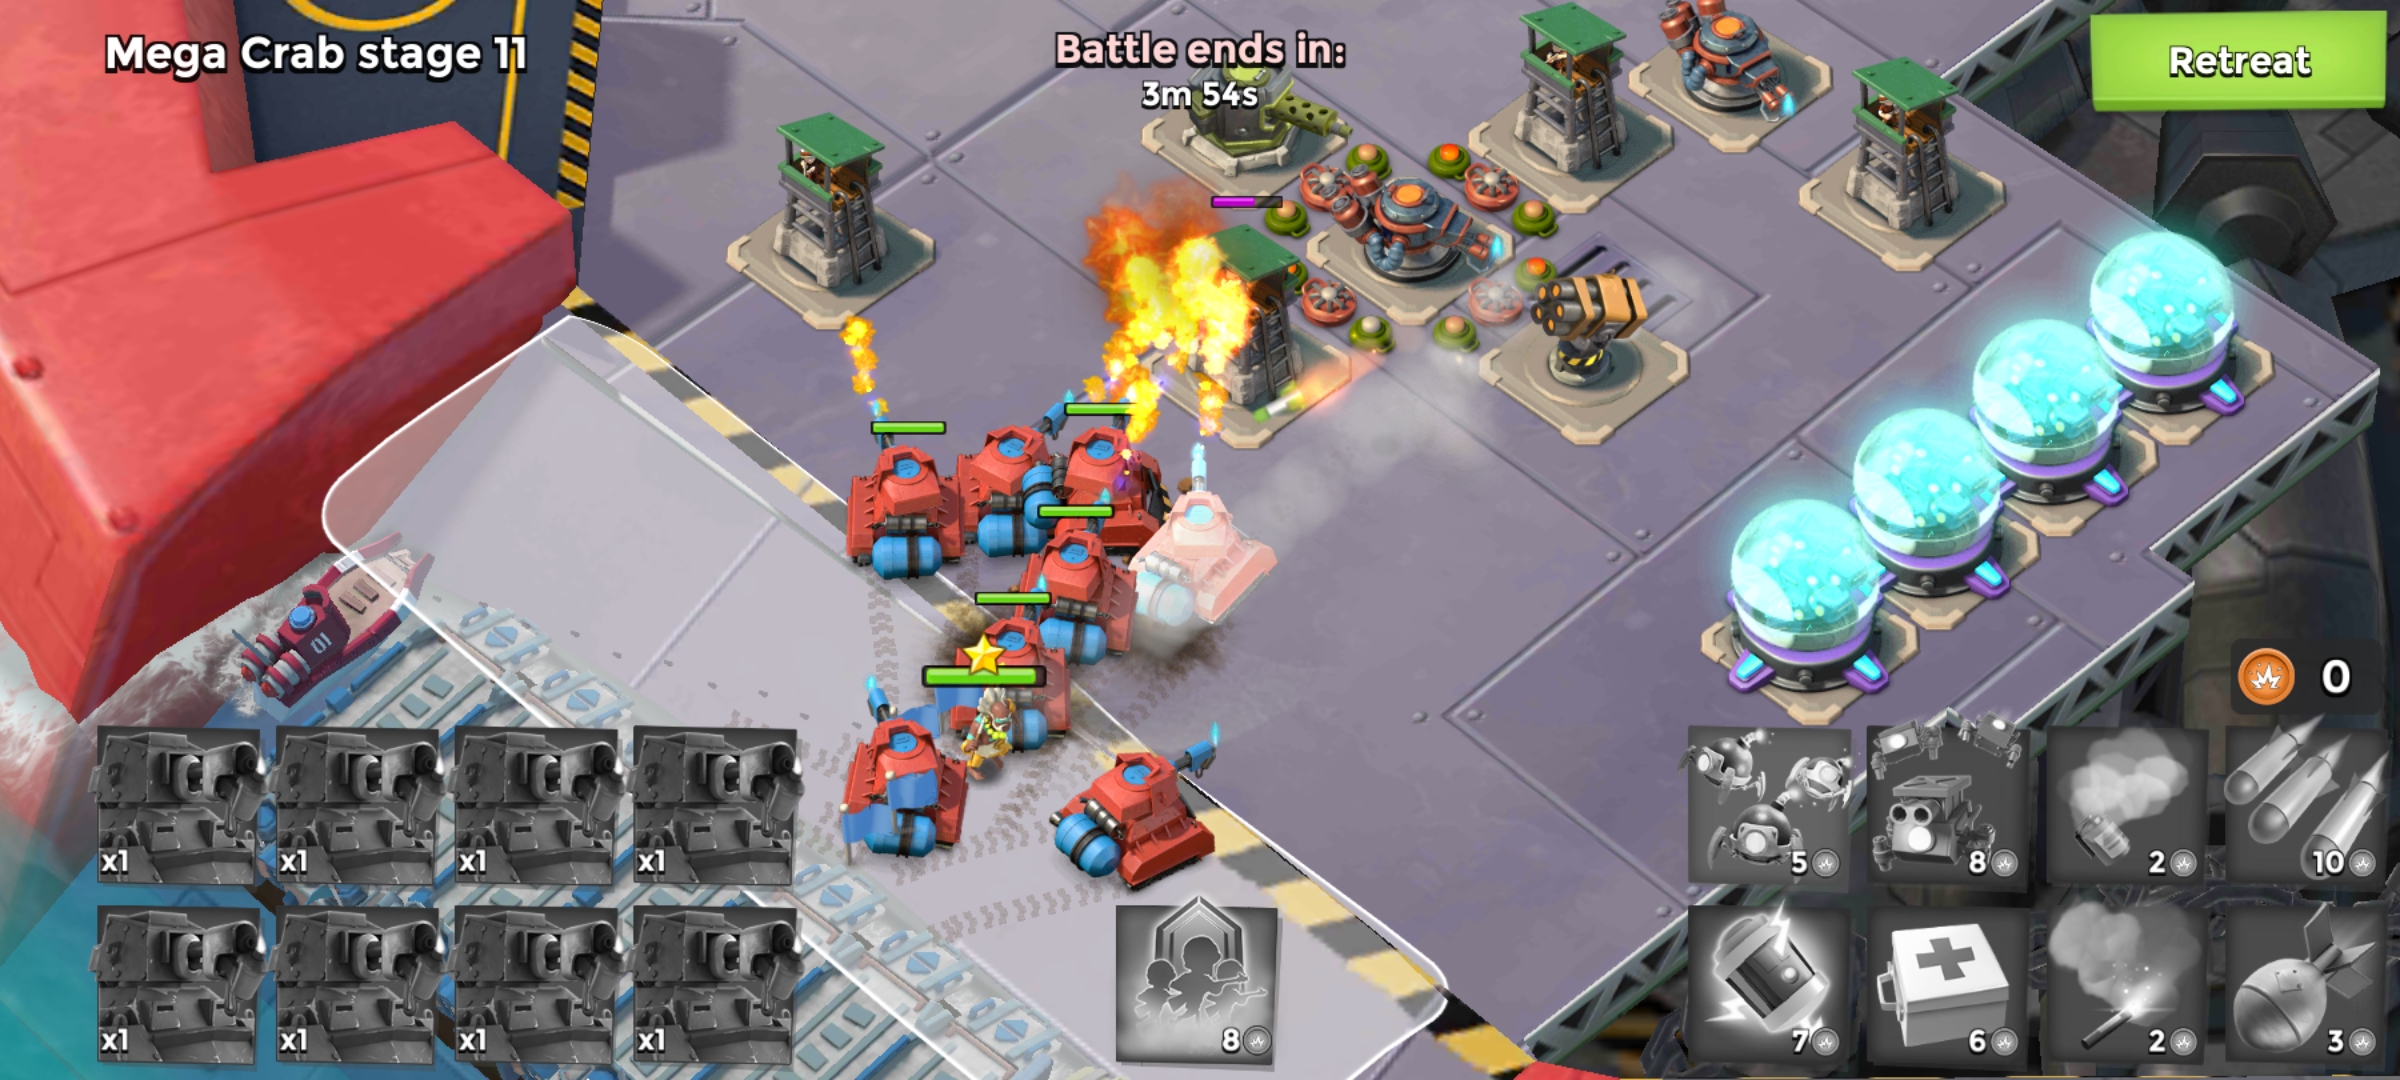 Mega Crab stage 11
Battle ends in:
3m 54s
Retreat
01
0
x1 x1 x1 x1
5 8 2 10
x1 x1 x1 x1
8
7 6 2 3